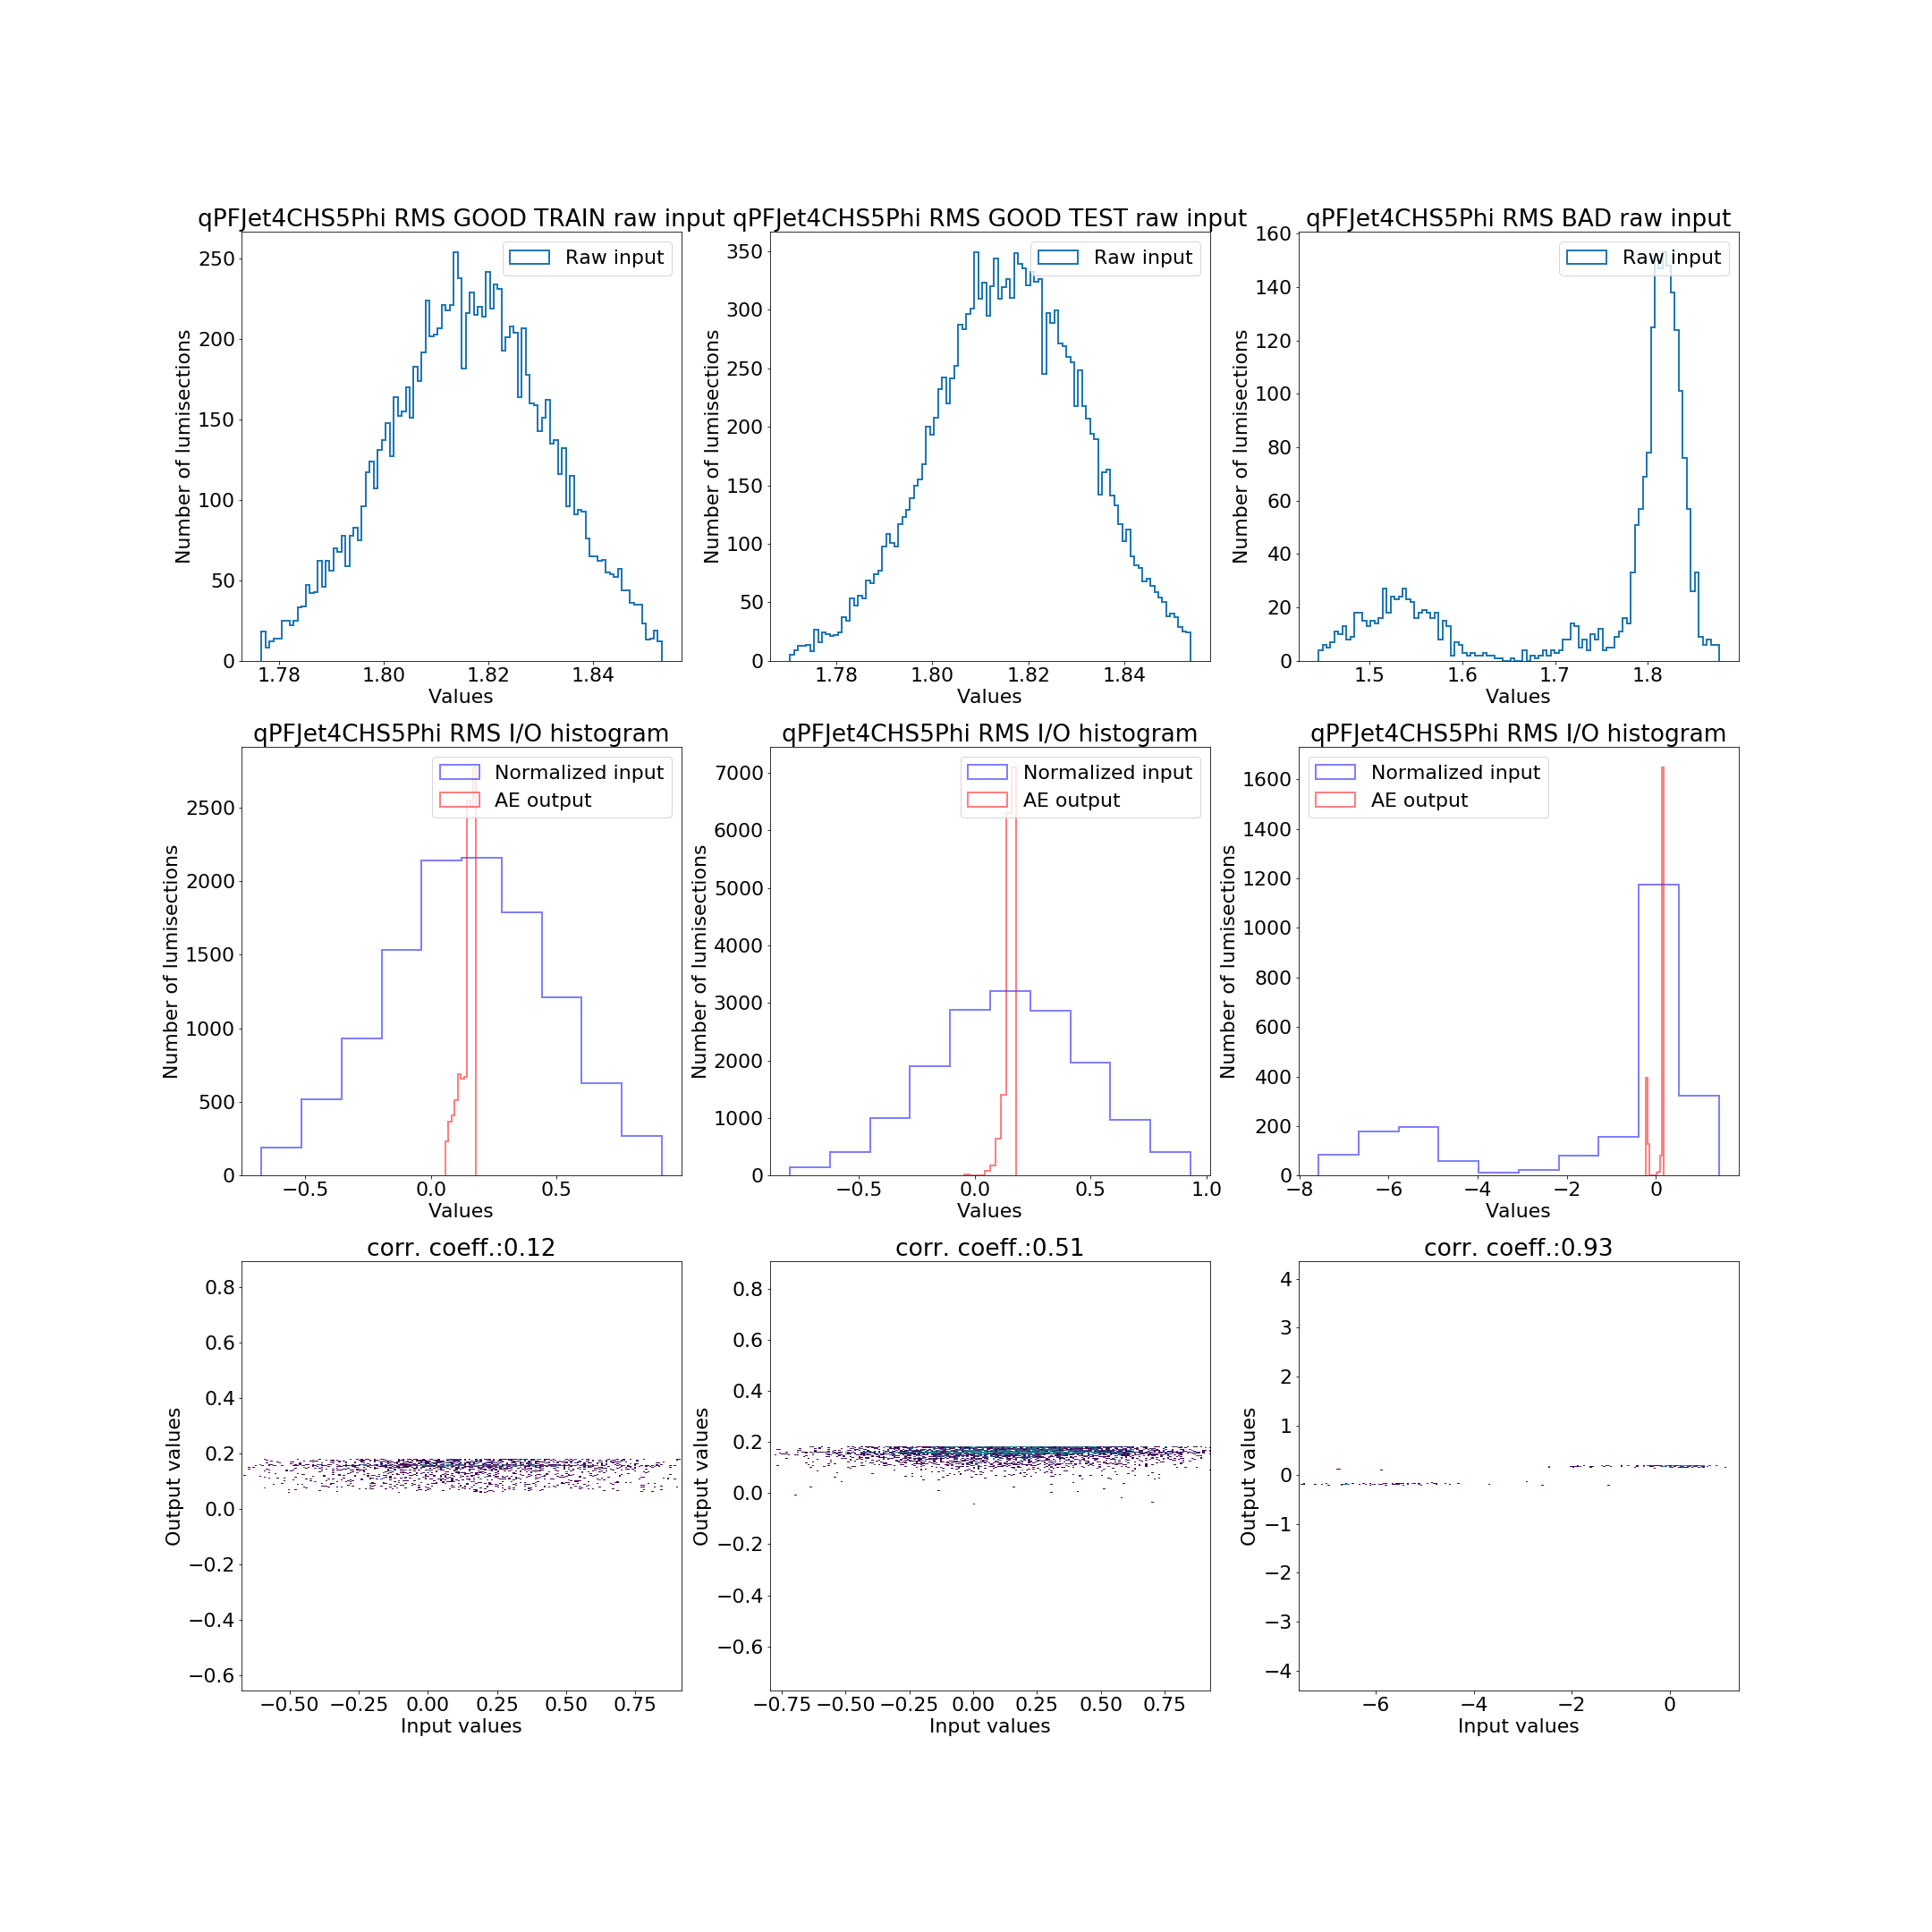 qPFJet4CHS5Phi RMS GOOD TRAIN raw input
qPFJet4CHS5Phi RMS GOOD TEST raw input
qPFJet4CHS5Phi RMS BAD raw input
Raw input
Raw input
Raw input
Number of lumisections
Number of lumisections
Number of lumisections
250
200
150
100
50
0
350
300
250
200
150
100
50
0
160
140
120
100
80
60
40
20
0
1.78 1.80 1.82 1.84
1.78 1.80 1.82 1.84
1.5 1.6 1.7 1.8
Values
Values
Values
qPFJet4CHS5Phi RMS I/O histogram
qPFJet4CHS5Phi RMS I/O histogram
qPFJet4CHS5Phi RMS I/O histogram
Normalized input
AE output
Normalized input
AE output
Normalized input
AE output
Number of lumisections
Number of lumisections
Number of lumisections
2500
2000
1500
1000
500
0
7000
6000
5000
4000
3000
2000
1000
0
1600
1400
1200
1000
800
600
400
200
0
−0.5 0.0 0.5
−0.5 0.0 0.5 1.0
−8 −6 −4 −2 0
Values
Values
Values
corr. coeff.:0.12
corr. coeff.:0.51
corr. coeff.:0.93
Output values
Output values
Output values
0.8
0.6
0.4
0.2
0.0
−0.2
−0.4
−0.6
0.8
0.6
0.4
0.2
0.0
−0.2
−0.4
−0.6
4
3
2
1
0
−1
−2
−3
−4
−0.50 −0.25 0.00 0.25 0.50 0.75
−0.75 −0.50 −0.25 0.00 0.25 0.50 0.75
−6 −4 −2 0
Input values
Input values
Input values